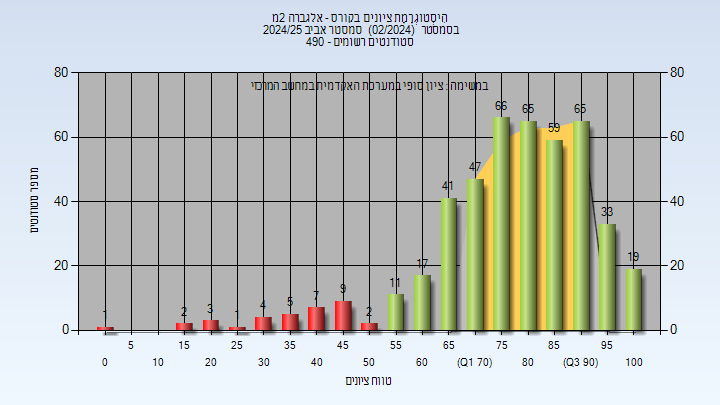 הִיסְטוֹגְרָמַת ציונים בקורס - אלגברה 2מ
בסמסטר (02/2024) סמסטר אביב 2024/25
סטודנטים רשומים - 490
במשימה : ציון סופי במערכת האקדמית במחשב המרכזי
מספר סטודנטים
80 80
60 60
40 40
20 20
0 0
1 2 3 1 4 5 7 9 2 11 17 41 47 66 65 59 65 33 19
5 15 25 35 45 55 65 75 85 95
0 10 20 30 40 50 60 (Q1 70) 80 (Q3 90) 100
טווח ציונים